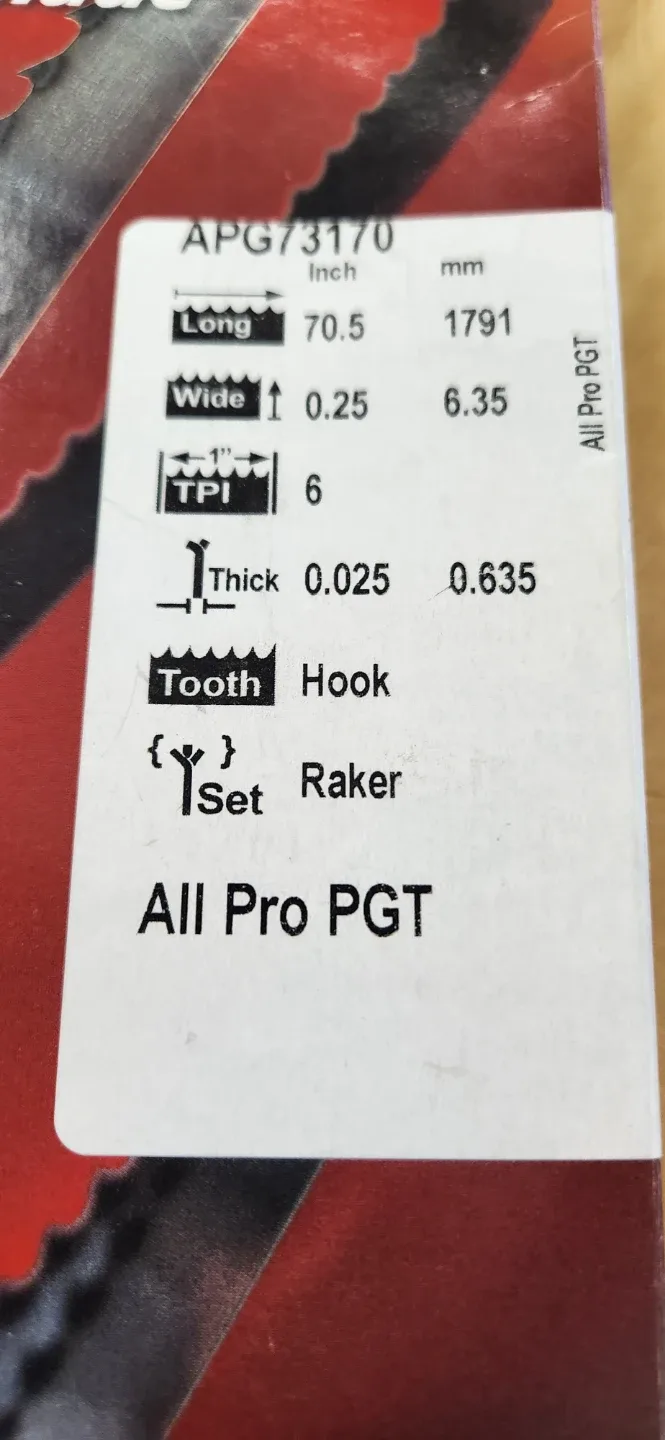 APG73170
Inch mm
Long 70.5 1791
Wide 0.25 6.35
1"
TPI 6
Thick 0.025 0.635
Tooth Hook
{ } Set Raker
All Pro PGT
All Pro PGT